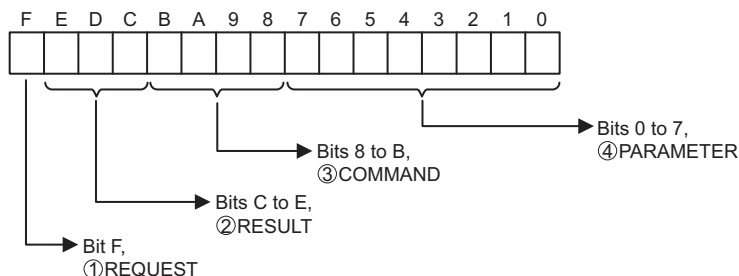 F E D C B A 9 8 7 6 5 4 3 2 1 0
Bits 0 to 7,
④PARAMETER
Bits 8 to B,
③COMMAND
Bits C to E,
②RESULT
Bit F,
①REQUEST